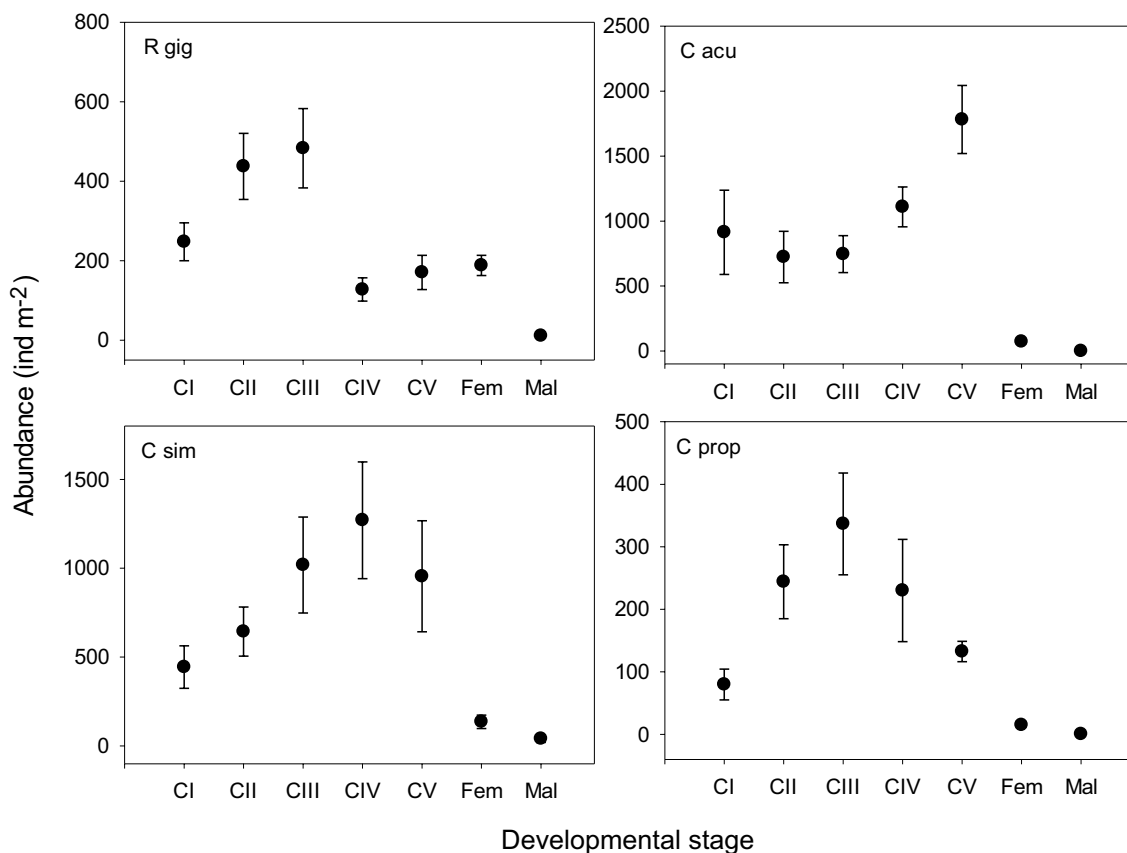 R gig
800
600
400
200
0
CI CII CIII CIV CV Fem Mal
C acu
2500
2000
1500
1000
500
0
CI CII CIII CIV CV Fem Mal
C sim
1500
1000
500
0
CI CII CIII CIV CV Fem Mal
C prop
500
400
300
200
100
0
CI CII CIII CIV CV Fem Mal
Abundance (ind m⁻²)
Developmental stage